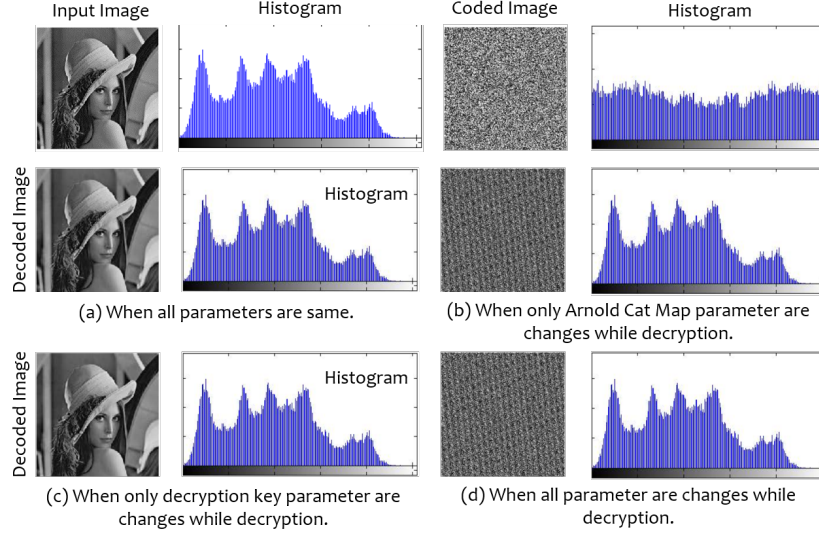 Input Image
Histogram
Coded Image
Histogram
Decoded Image
Histogram
(a) When all parameters are same.
(b) When only Arnold Cat Map parameter are
changes while decryption.
Decoded Image
Histogram
(c) When only decryption key parameter are
changes while decryption.
(d) When all parameter are changes while
decryption.